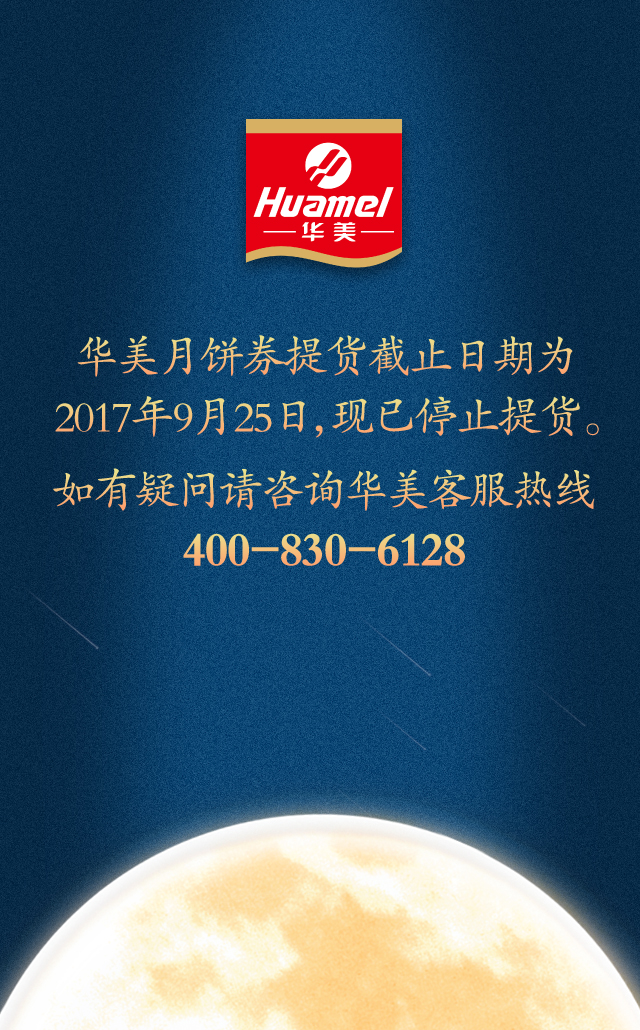 Huamel
华美
华美月饼券提货截止日期为
2017年9月25日,现已停止提货。
如有疑问请咨询华美客服热线
400-830-6128